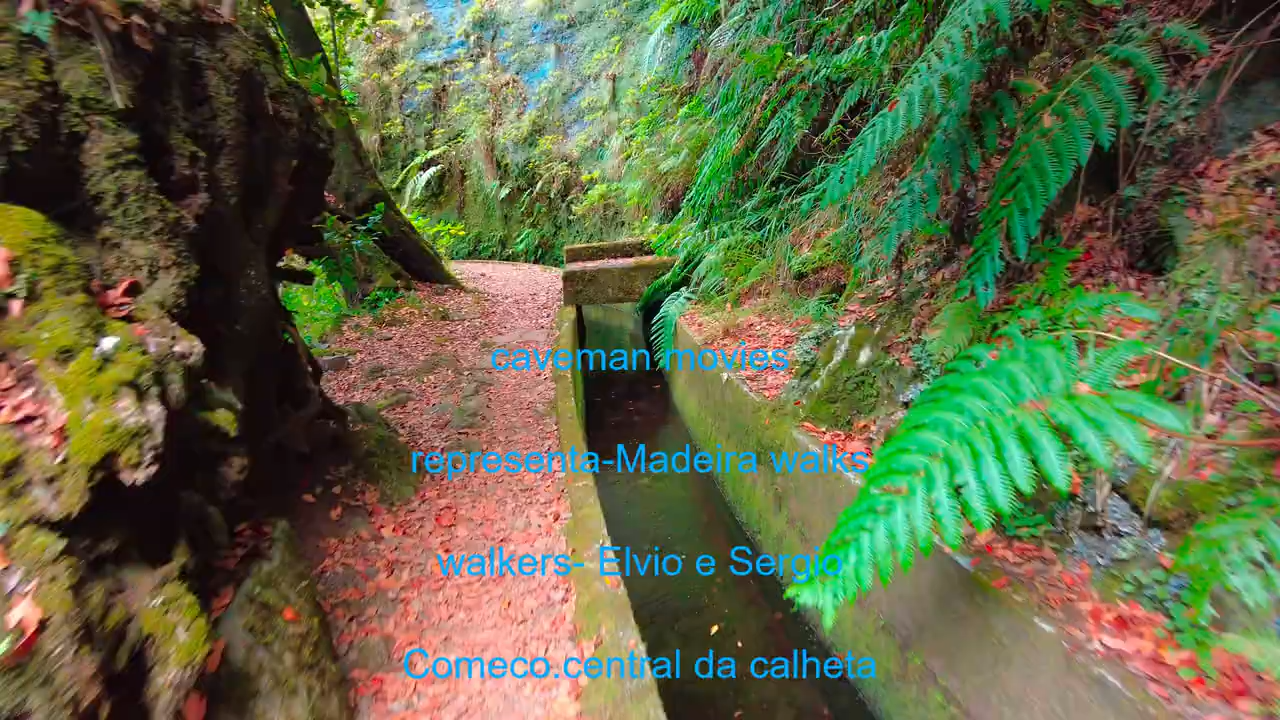 caveman movies
representa-Madeira walks
walkers- Elvio e Sergio
Comeco.central da calheta